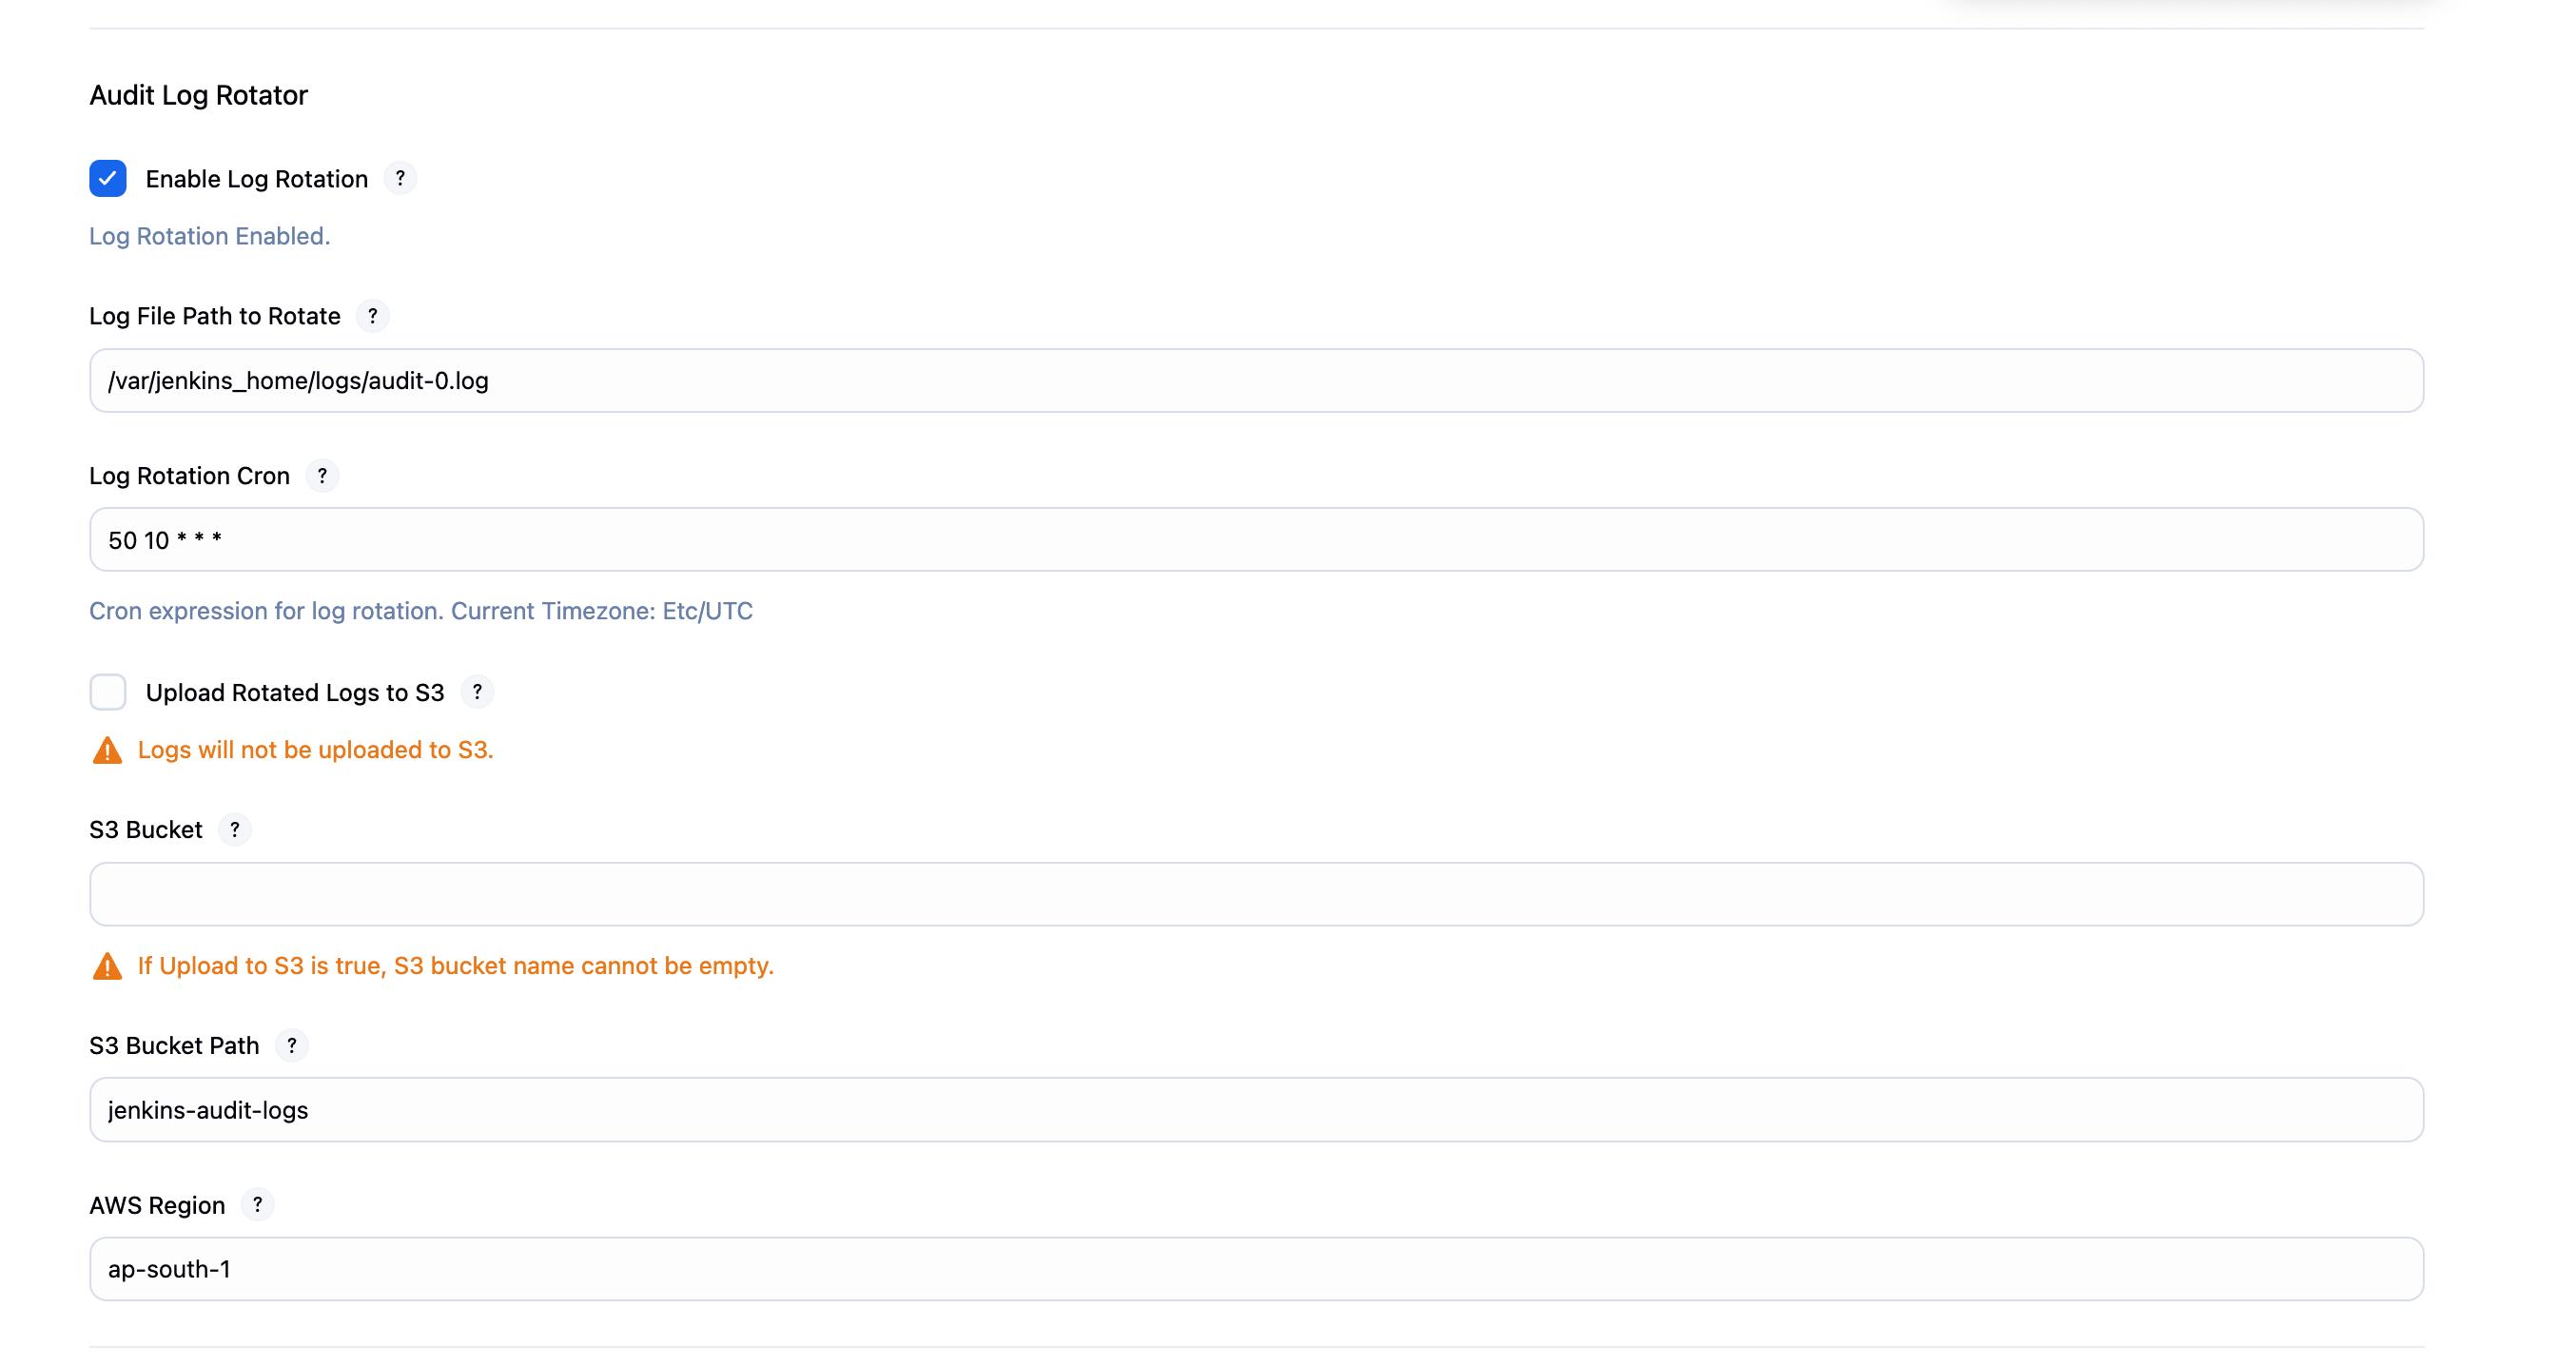 Audit Log Rotator
Enable Log Rotation ?
Log Rotation Enabled.
Log File Path to Rotate ?
/var/jenkins_home/logs/audit-0.log
Log Rotation Cron ?
50 10 * * *
Cron expression for log rotation. Current Timezone: Etc/UTC
Upload Rotated Logs to S3 ?
Logs will not be uploaded to S3.
S3 Bucket ?
If Upload to S3 is true, S3 bucket name cannot be empty.
S3 Bucket Path ?
jenkins-audit-logs
AWS Region ?
ap-south-1